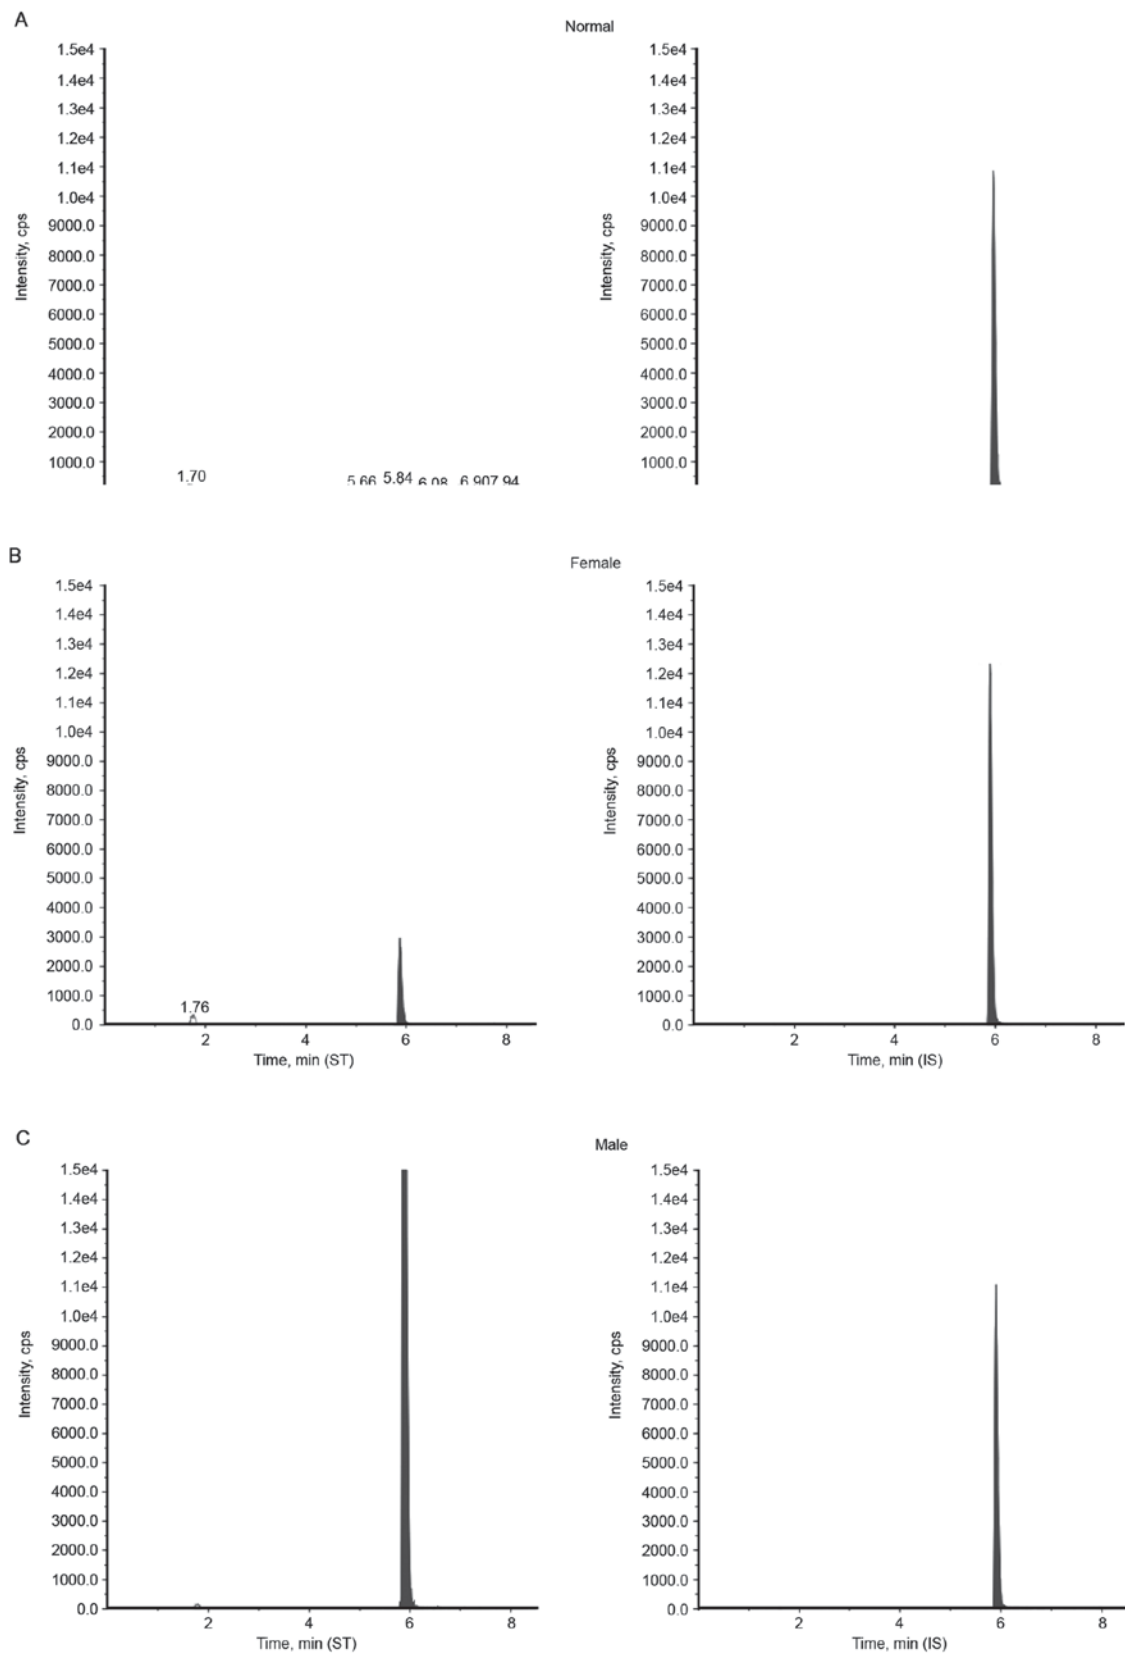 A
Normal
1.5e4
1.4e4
1.3e4
1.2e4
1.1e4
1.0e4
9000.0
8000.0
7000.0
6000.0
5000.0
4000.0
3000.0
2000.0
1000.0
Intensity, cps
1.70
5.66 5.84 6.08 6.907.94
1.5e4
1.4e4
1.3e4
1.2e4
1.1e4
1.0e4
9000.0
8000.0
7000.0
6000.0
5000.0
4000.0
3000.0
2000.0
1000.0
Intensity, cps
B
Female
1.5e4
1.4e4
1.3e4
1.2e4
1.1e4
1.0e4
9000.0
8000.0
7000.0
6000.0
5000.0
4000.0
3000.0
2000.0
1000.0
0.0
Intensity, cps
1.76
2 4 6 8
Time, min (ST)
1.5e4
1.4e4
1.3e4
1.2e4
1.1e4
1.0e4
9000.0
8000.0
7000.0
6000.0
5000.0
4000.0
3000.0
2000.0
1000.0
0.0
Intensity, cps
2 4 6 8
Time, min (IS)
C
Male
1.5e4
1.4e4
1.3e4
1.2e4
1.1e4
1.0e4
9000.0
8000.0
7000.0
6000.0
5000.0
4000.0
3000.0
2000.0
1000.0
0.0
Intensity, cps
2 4 6 8
Time, min (ST)
1.5e4
1.4e4
1.3e4
1.2e4
1.1e4
1.0e4
9000.0
8000.0
7000.0
6000.0
5000.0
4000.0
3000.0
2000.0
1000.0
0.0
Intensity, cps
2 4 6 8
Time, min (IS)